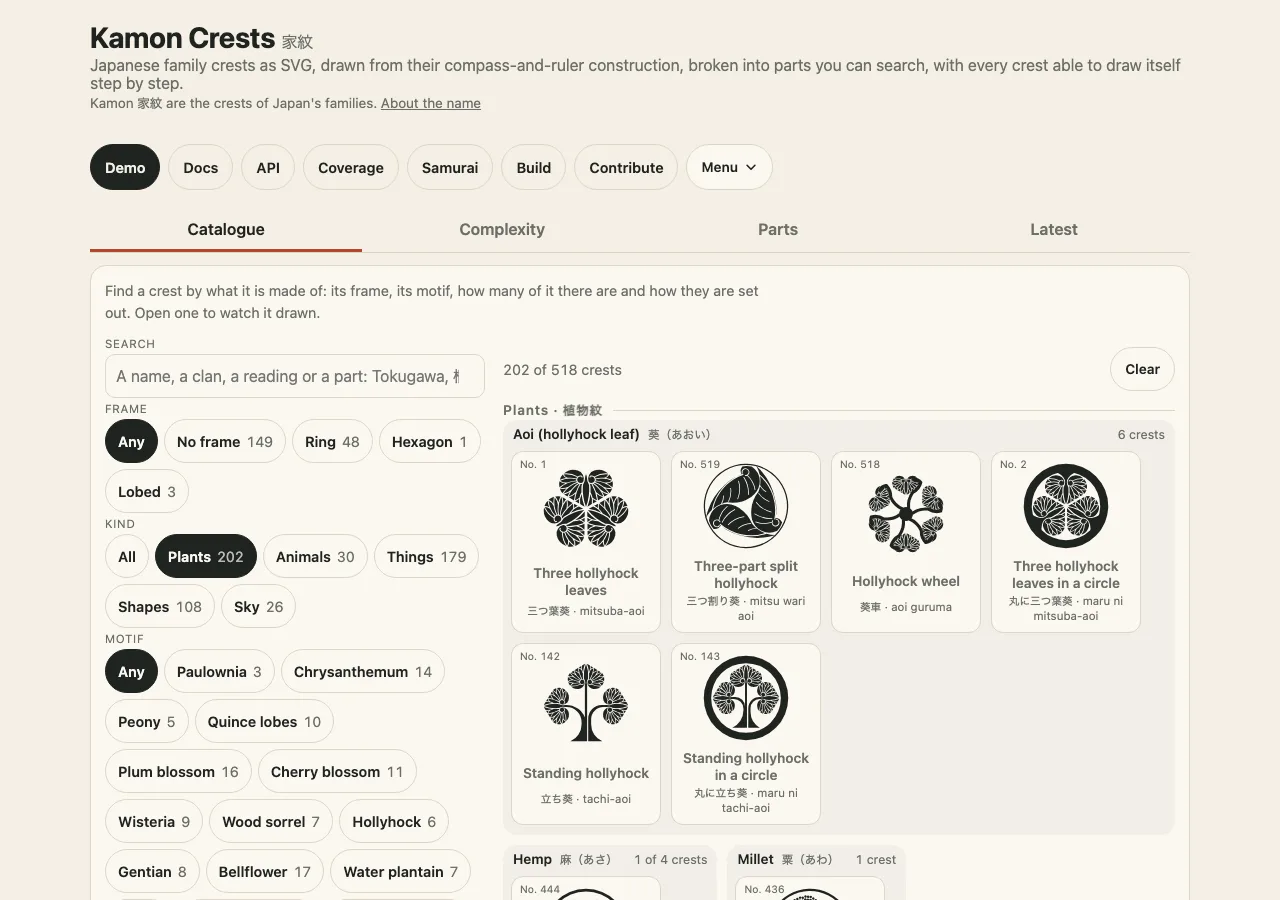 Kamon Crests 家紋
Japanese family crests as SVG, drawn from their compass-and-ruler construction, broken into parts you can search, with every crest able to draw itself
step by step.
Kamon 家紋 are the crests of Japan's families. About the name
Demo
Docs
API
Coverage
Samurai
Build
Contribute
Menu
Catalogue
Complexity
Parts
Latest
Find a crest by what it is made of: its frame, its motif, how many of it there are and how they are set
out. Open one to watch it drawn.
SEARCH
A name, a clan, a reading or a part: Tokugawa,
FRAME
Any
No frame 149
Ring 48
Hexagon 1
Lobed 3
KIND
All
Plants 202
Animals 30
Things 179
Shapes 108
Sky 26
MOTIF
Any
Paulownia 3
Chrysanthemum 14
Peony 5
Quince lobes 10
Plum blossom 16
Cherry blossom 11
Wisteria 9
Wood sorrel 7
Hollyhock 6
Gentian 8
Bellflower 17
Water plantain 7
202 of 518 crests
Clear
Plants · 植物紋
Aoi (hollyhock leaf) 葵（あおい）
6 crests
No. 1
Three hollyhock
leaves
三つ葉葵 · mitsuba-aoi
No. 519
Three-part split
hollyhock
三つ割り葵 · mitsu wari
aoi
No. 518
Hollyhock wheel
葵車 · aoi guruma
No. 2
Three hollyhock
leaves in a circle
丸に三つ葉葵 · maru ni
mitsuba-aoi
No. 142
Standing hollyhock
立ち葵 · tachi-aoi
No. 143
Standing hollyhock
in a circle
丸に立ち葵 · maru ni
tachi-aoi
Hemp 麻（あさ）
1 of 4 crests
No. 444
Millet 粟（あわ）
1 crest
No. 436